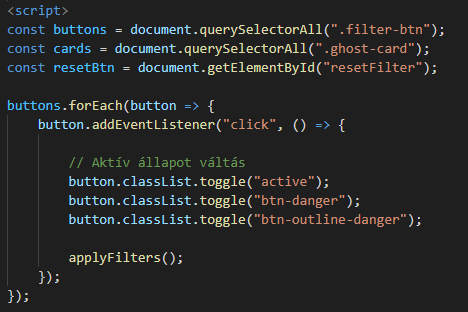 <script>
const buttons = document.querySelectorAll(".filter-btn");
const cards = document.querySelectorAll(".ghost-card");
const resetBtn = document.getElementById("resetFilter");

buttons.forEach(button => {
    button.addEventListener("click", () => {

        // Aktív állapot váltás
        button.classList.toggle("active");
        button.classList.toggle("btn-danger");
        button.classList.toggle("btn-outline-danger");

        applyFilters();
    });
});